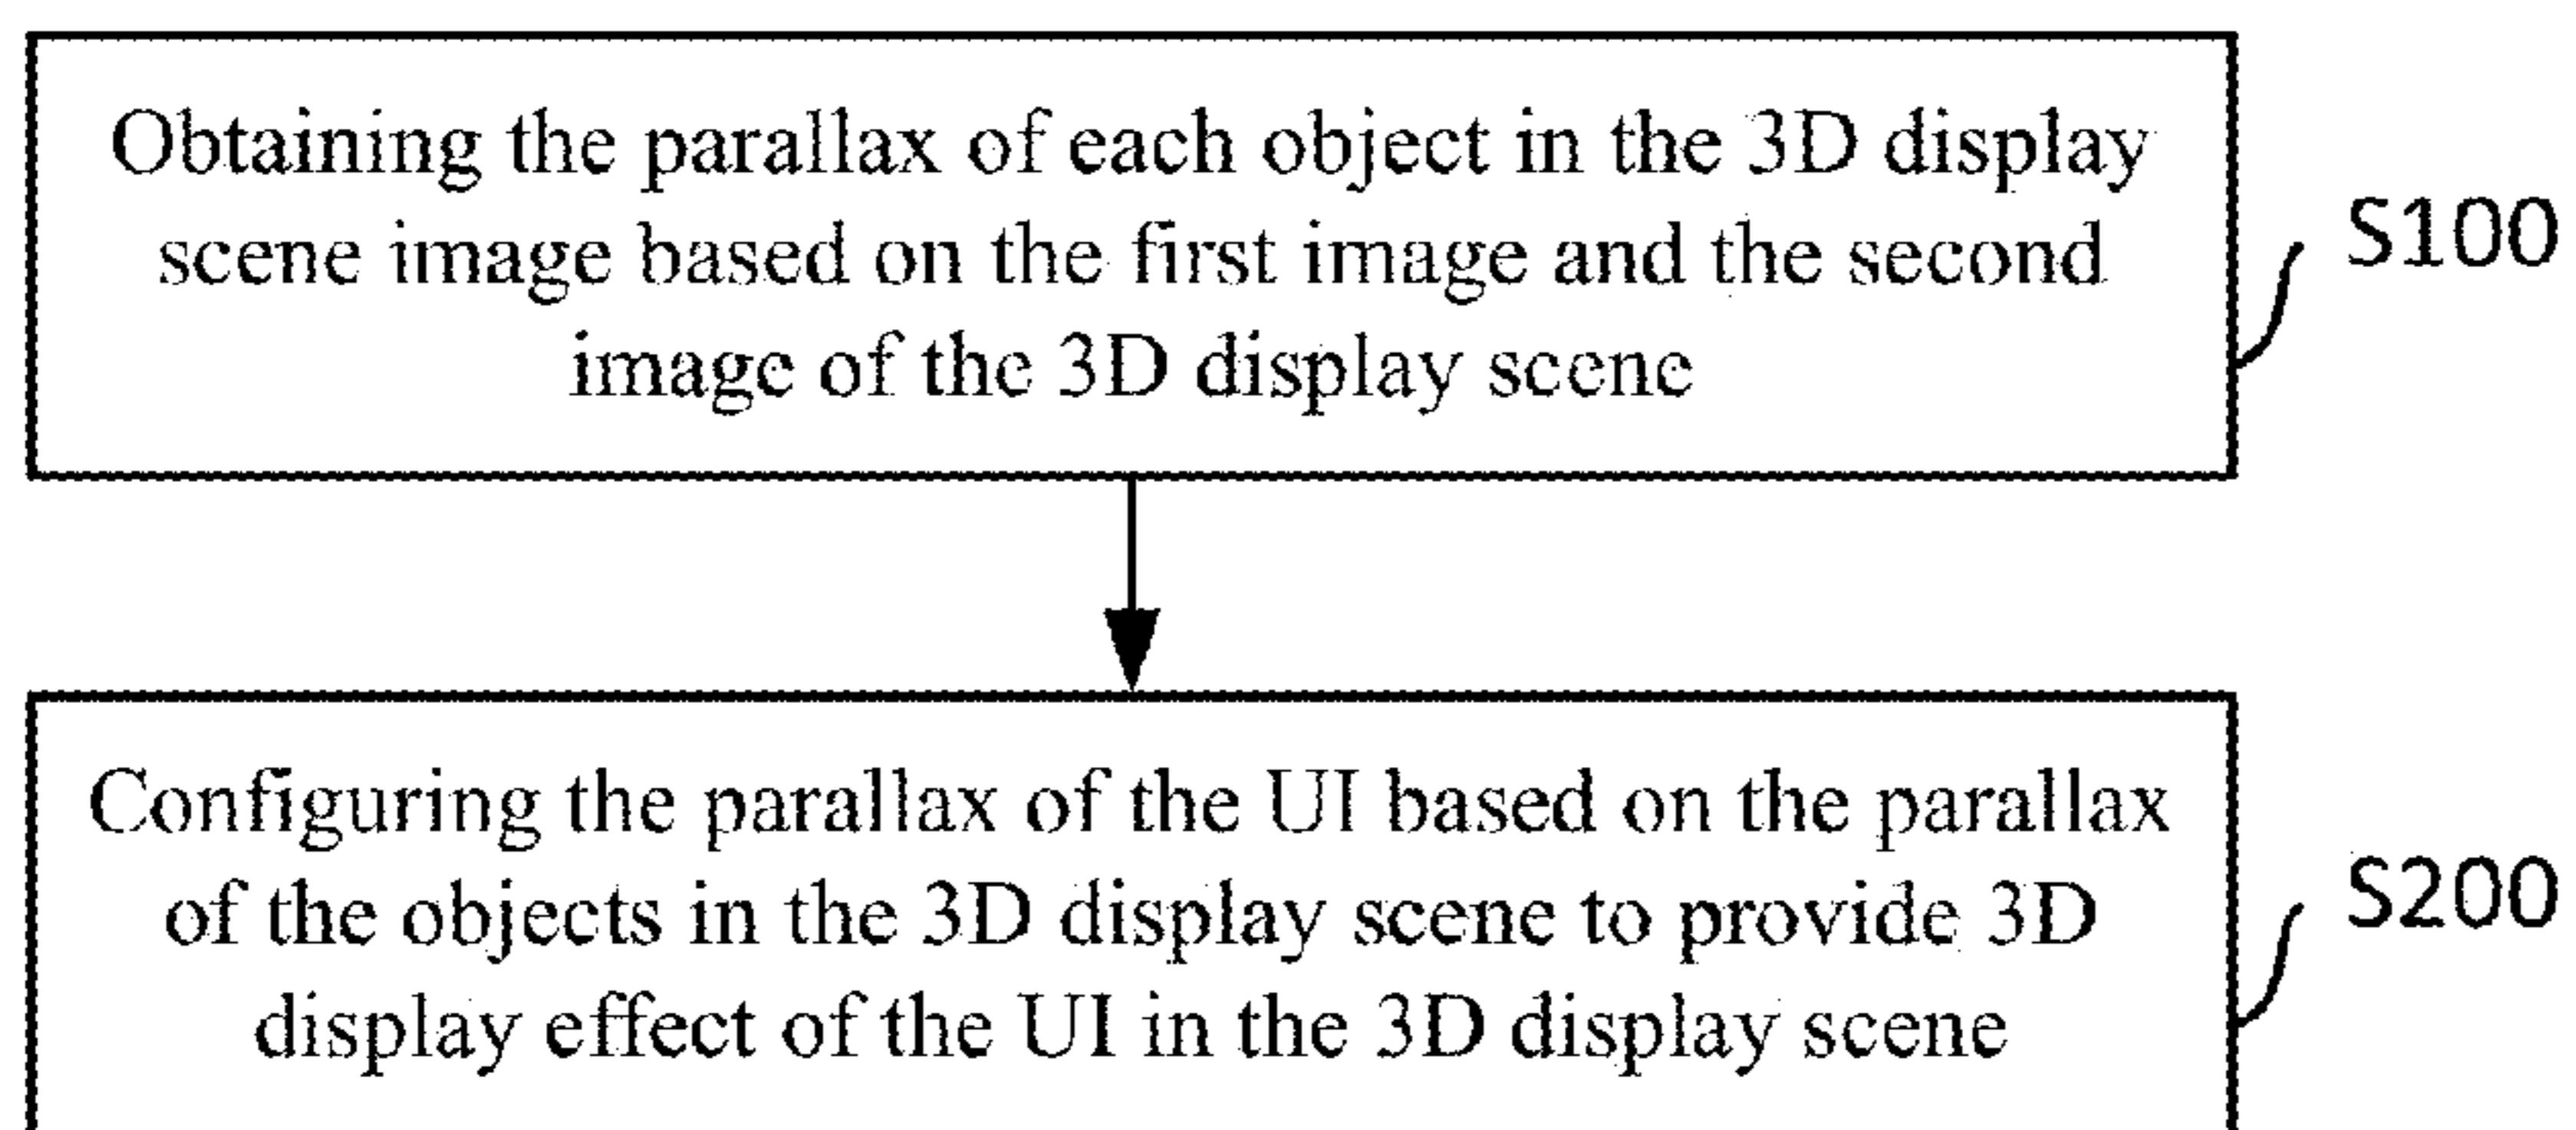 Obtaining the parallax of each object in the 3D display
scene image based on the first image and the second
image of the 3D display scene
S100
Configuring the parallax of the UI based on the parallax
of the objects in the 3D display scene to provide 3D
display effect of the UI in the 3D display scene
S200